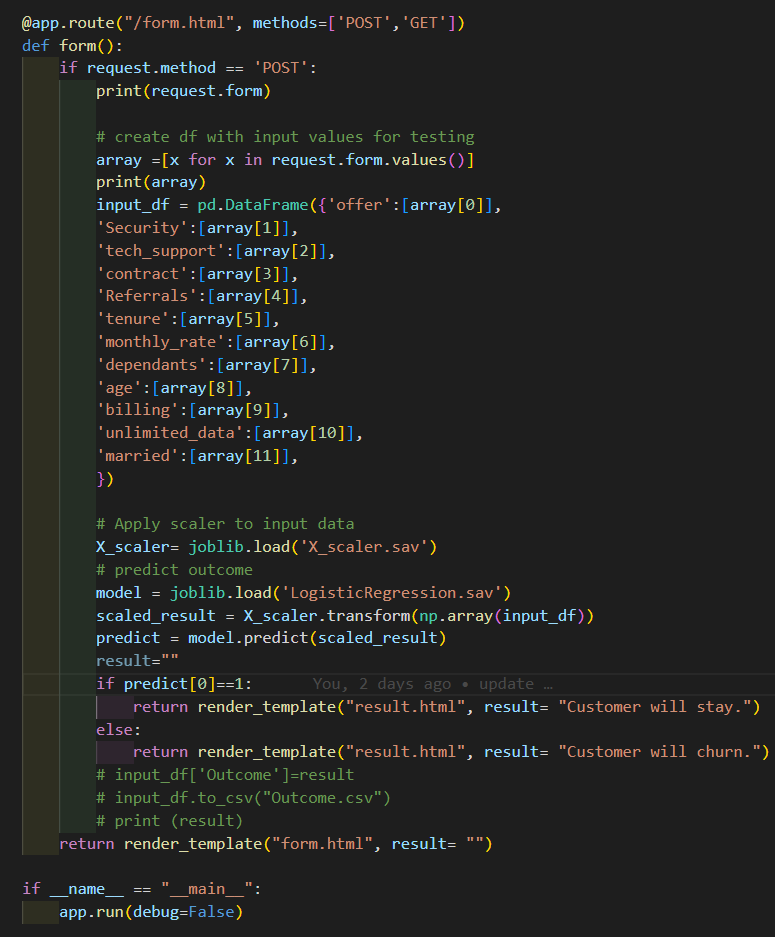 @app.route("/form.html", methods=['POST','GET'])
def form():
    if request.method == 'POST':
        print(request.form)

        # create df with input values for testing
        array =[x for x in request.form.values()]
        print(array)
        input_df = pd.DataFrame({'offer':[array[0]],
        'Security':[array[1]],
        'tech_support':[array[2]],
        'contract':[array[3]],
        'Referrals':[array[4]],
        'tenure':[array[5]],
        'monthly_rate':[array[6]],
        'dependants':[array[7]],
        'age':[array[8]],
        'billing':[array[9]],
        'unlimited_data':[array[10]],
        'married':[array[11]],
        })

        # Apply scaler to input data
        X_scaler= joblib.load('X_scaler.sav')
        # predict outcome
        model = joblib.load('LogisticRegression.sav')
        scaled_result = X_scaler.transform(np.array(input_df))
        predict = model.predict(scaled_result)
        result=""
        if predict[0]==1:      You, 2 days ago • update …
            return render_template("result.html", result= "Customer will stay.")
        else:
            return render_template("result.html", result= "Customer will churn.")
        # input_df['Outcome']=result
        # input_df.to_csv("Outcome.csv")
        # print (result)
    return render_template("form.html", result= "")

if __name__ == "__main__":
    app.run(debug=False)